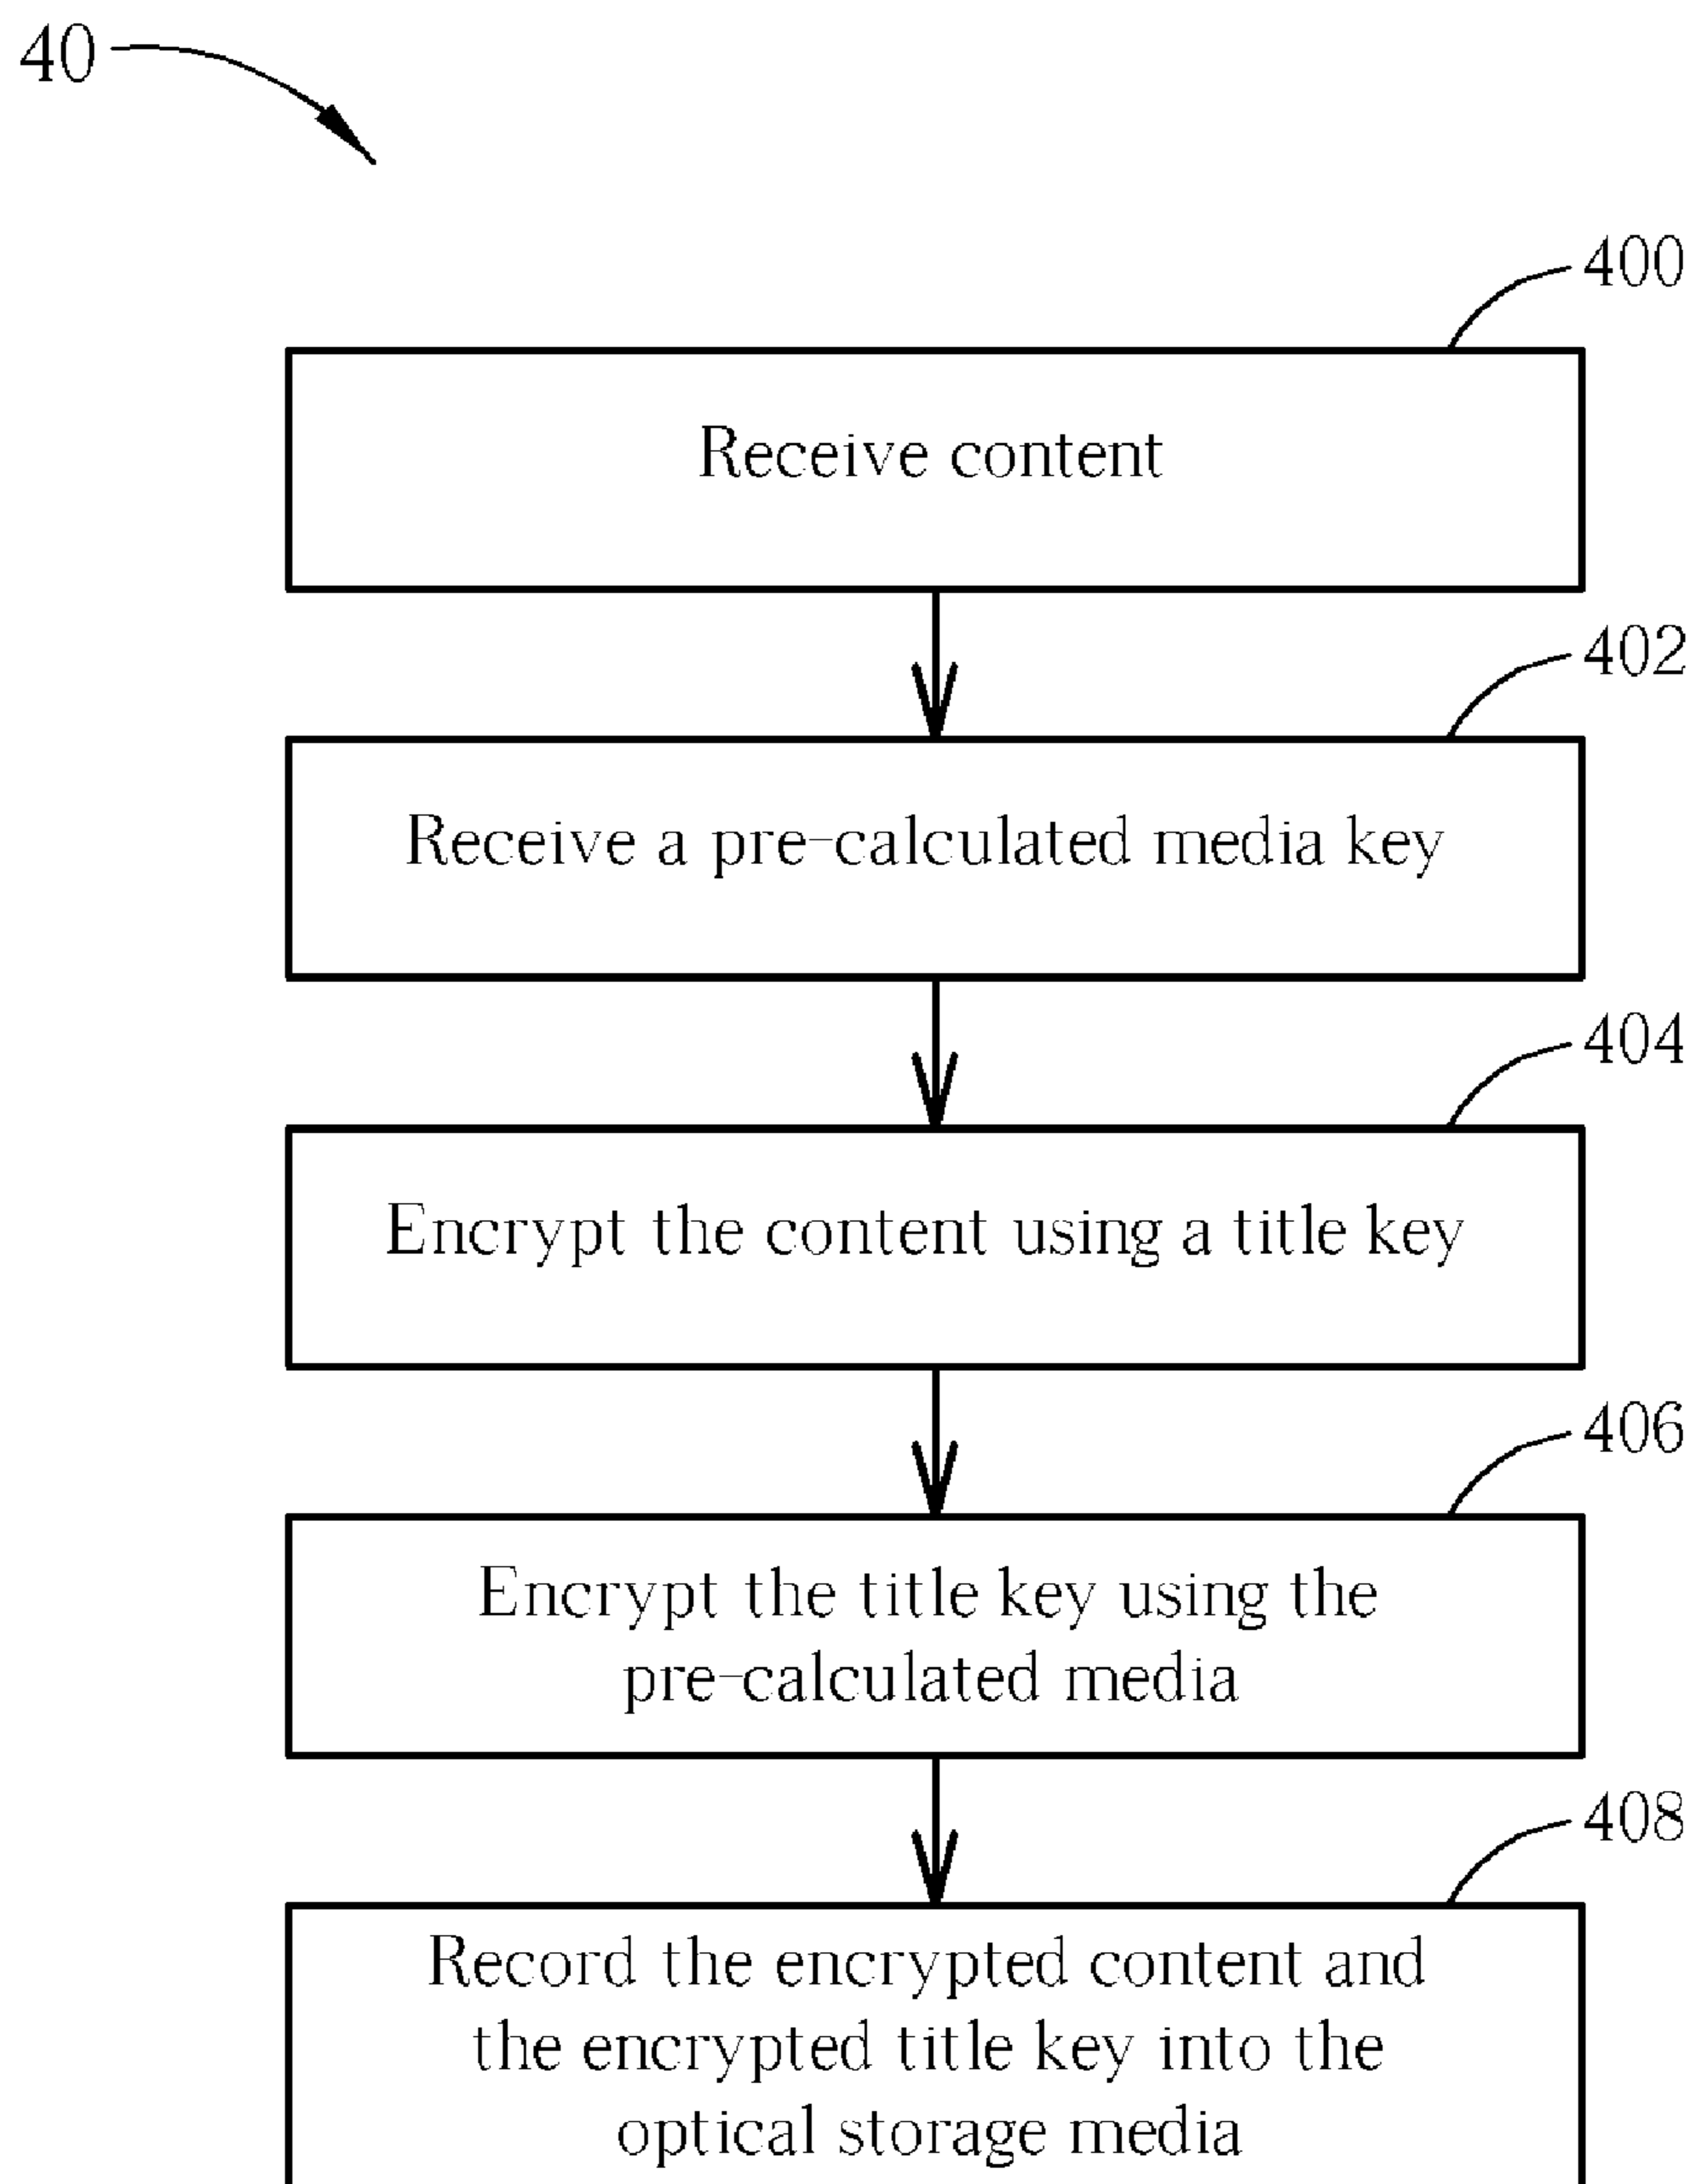 40
400
Receive content
402
Receive a pre-calculated media key
404
Encrypt the content using a title key
406
Encrypt the title key using the
pre-calculated media
408
Record the encrypted content and
the encrypted title key into the
optical storage media